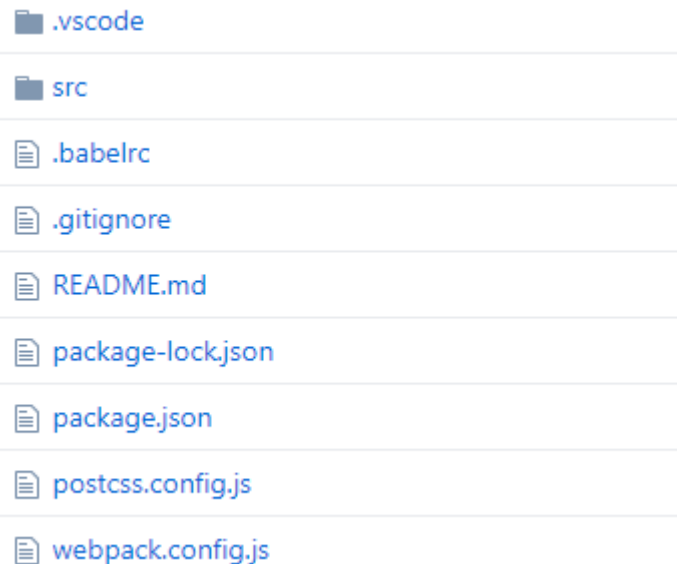 .vscode
src
.babelrc
.gitignore
README.md
package-lock.json
package.json
postcss.config.js
webpack.config.js